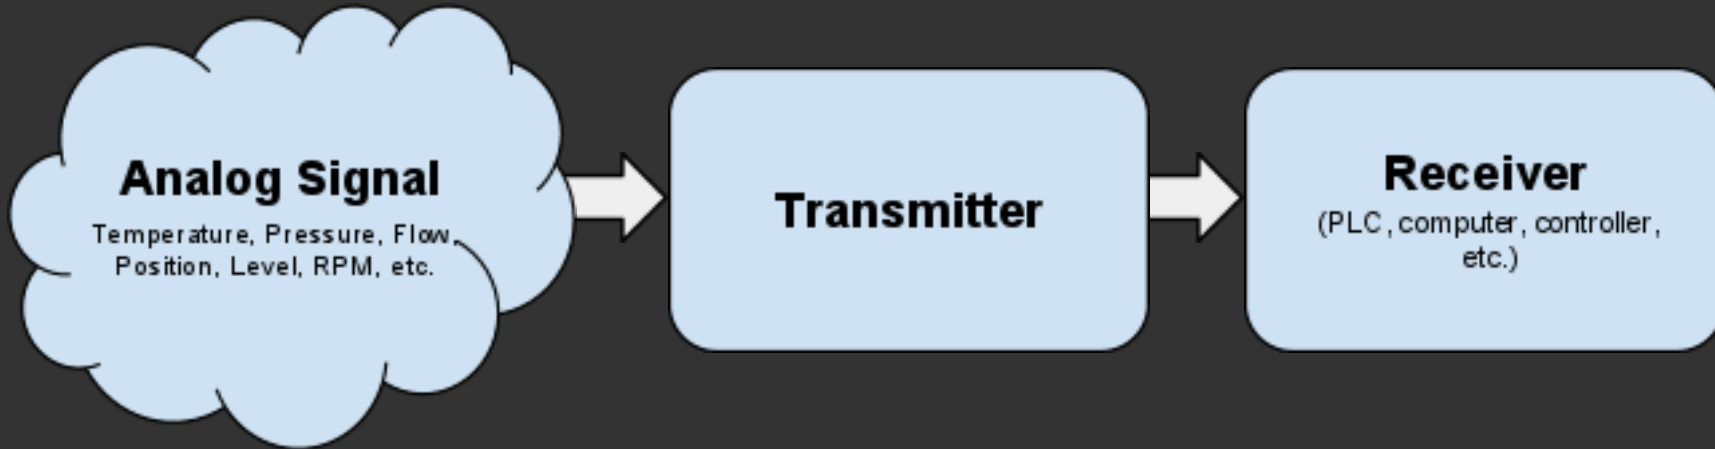 Analog Signal
Temperature, Pressure, Flow,
Position, Level, RPM, etc.
Transmitter
Receiver
(PLC, computer, controller,
etc.)